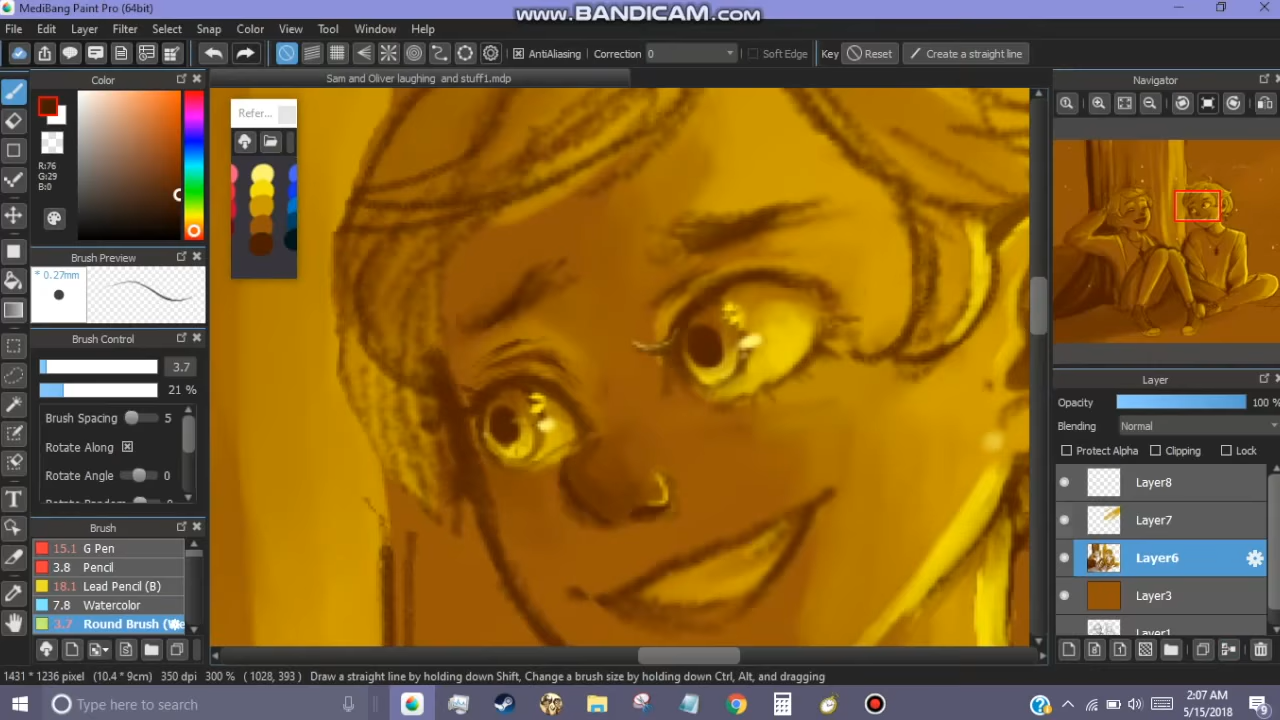 MediBang Paint Pro (64bit)
www.BANDICAM.com
File Edit Layer Filter Select Snap Color View Tool Window Help
AntiAliasing Correction 0 Soft Edge Key Reset Create a straight line
Color
Sam and Oliver laughing and stuff1.mdp
Navigator
Refer...
R:76
G:29
B:0
Brush Preview
* 0.27mm
Brush Control
3.7
21 %
Brush Spacing 5
Rotate Along
Rotate Angle 0
Rotate Random 0
Brush
15.1 G Pen
3.8 Pencil
18.1 Lead Pencil (B)
7.8 Watercolor
3.7 Round Brush
Layer
Opacity 100 %
Blending Normal
Protect Alpha Clipping Lock
Layer8
Layer7
Layer6
Layer3
Layer1
1431 * 1236 pixel (10.4 * 9cm) 350 dpi 300 % ( 1028, 393 ) Draw a straight line by holding down Shift, Change a brush size by holding down Ctrl, Alt, and dragging
Type here to search
2:07 AM
5/15/2018
9